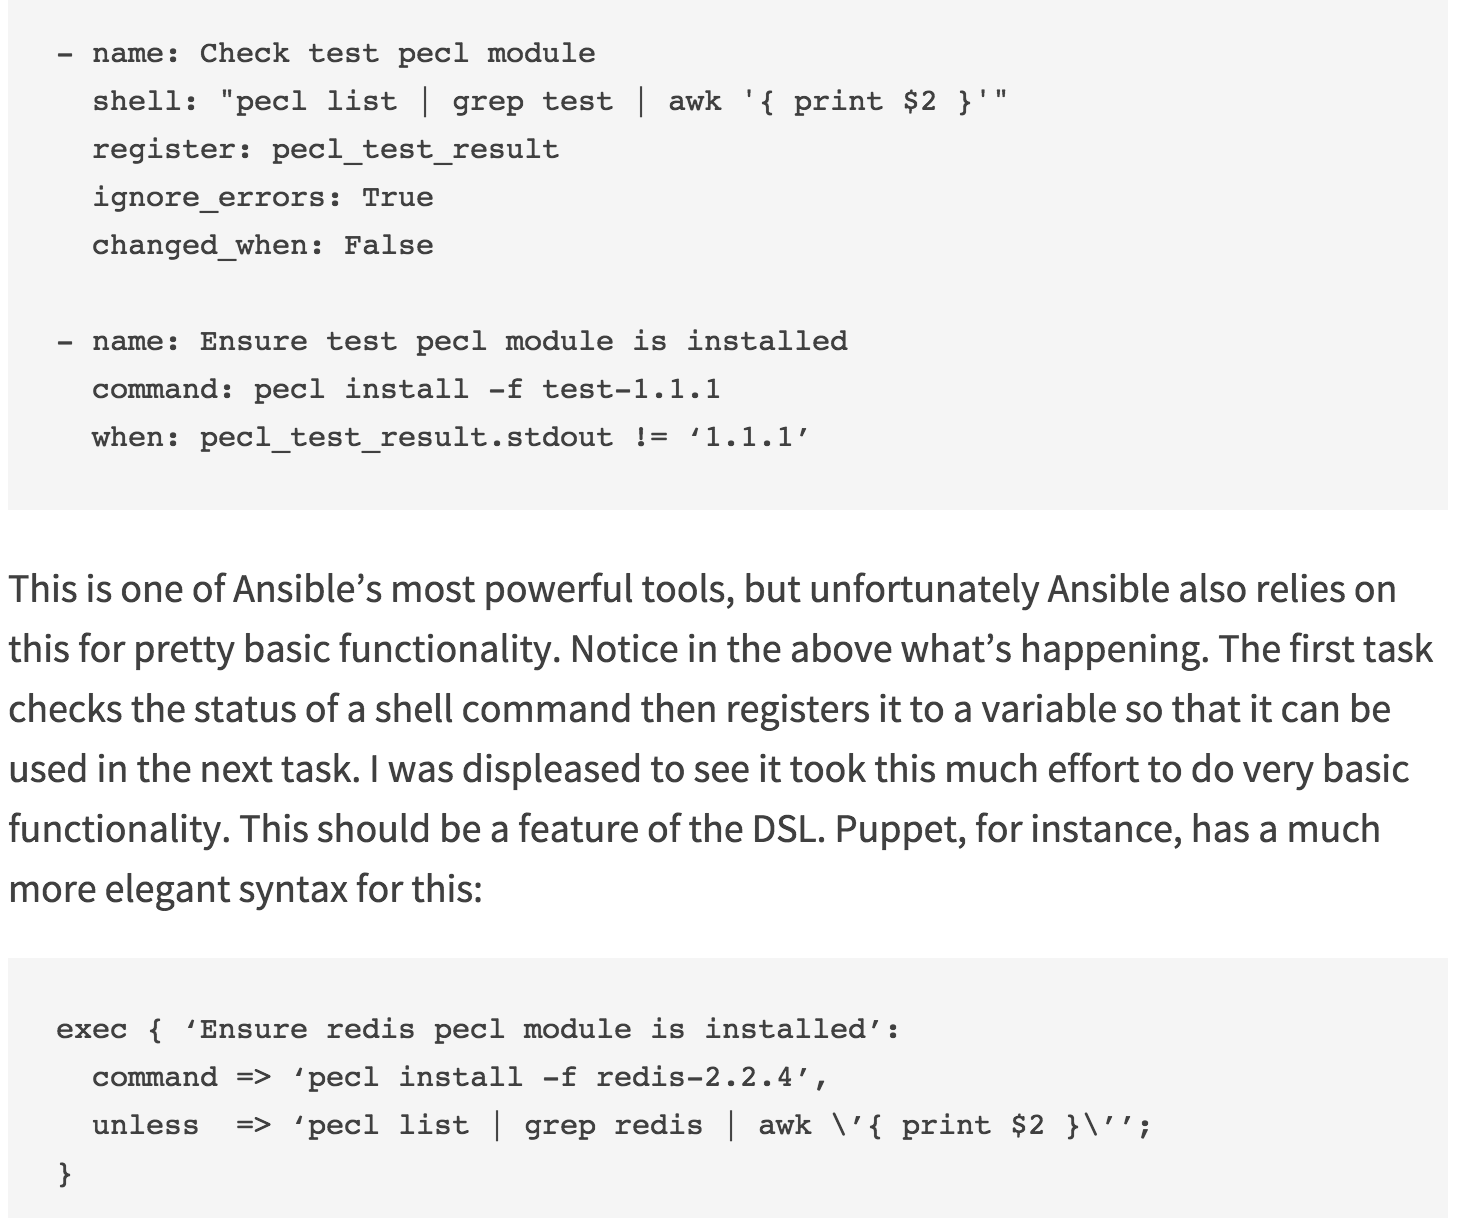 - name: Check test pecl module
  shell: "pecl list | grep test | awk '{ print $2 }'"
  register: pecl_test_result
  ignore_errors: True
  changed_when: False

- name: Ensure test pecl module is installed
  command: pecl install -f test-1.1.1
  when: pecl_test_result.stdout != ‘1.1.1’

This is one of Ansible’s most powerful tools, but unfortunately Ansible also relies on
this for pretty basic functionality. Notice in the above what’s happening. The first task
checks the status of a shell command then registers it to a variable so that it can be
used in the next task. I was displeased to see it took this much effort to do very basic
functionality. This should be a feature of the DSL. Puppet, for instance, has a much
more elegant syntax for this:

exec { ‘Ensure redis pecl module is installed’:
  command => ‘pecl install -f redis-2.2.4’,
  unless  => ‘pecl list | grep redis | awk \’{ print $2 }\’’;
}